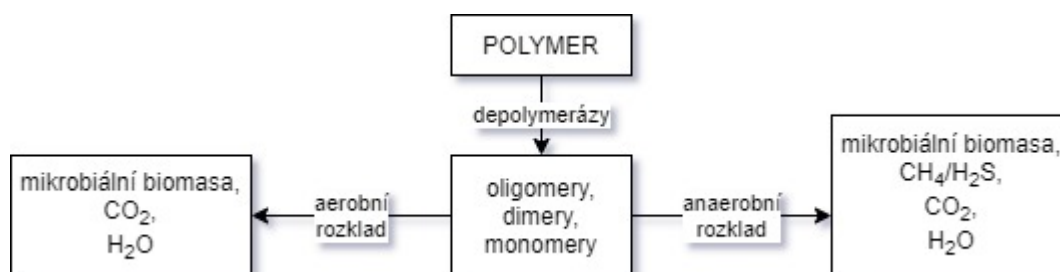 POLYMER
depolymerázy
mikrobiální biomasa,
CO₂,
H₂O
aerobní
rozklad
oligomery,
dimery,
monomery
anaerobní
rozklad
mikrobiální biomasa,
CH₄/H₂S,
CO₂,
H₂O